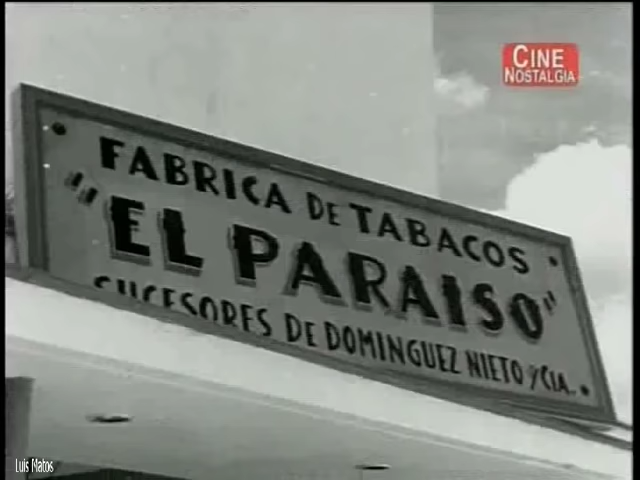 CINE
NOSTALGIA
FABRICA DE TABACOS
"EL PARAISO"
SUCESORES DE DOMINGUEZ NIETO y CIA..
Luis Matos